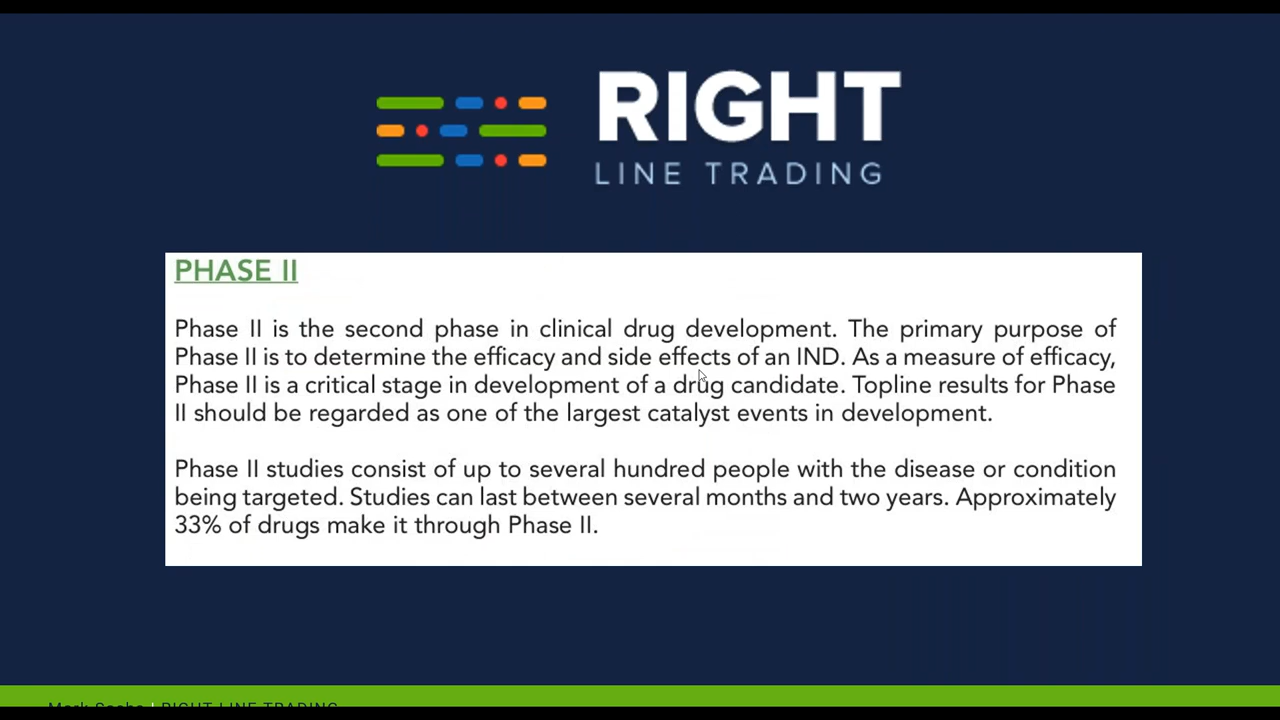 RIGHT
LINE TRADING
PHASE II
Phase II is the second phase in clinical drug development. The primary purpose of
Phase II is to determine the efficacy and side effects of an IND. As a measure of efficacy,
Phase II is a critical stage in development of a drug candidate. Topline results for Phase
II should be regarded as one of the largest catalyst events in development.
Phase II studies consist of up to several hundred people with the disease or condition
being targeted. Studies can last between several months and two years. Approximately
33% of drugs make it through Phase II.
| RIGHT LINE TRADING